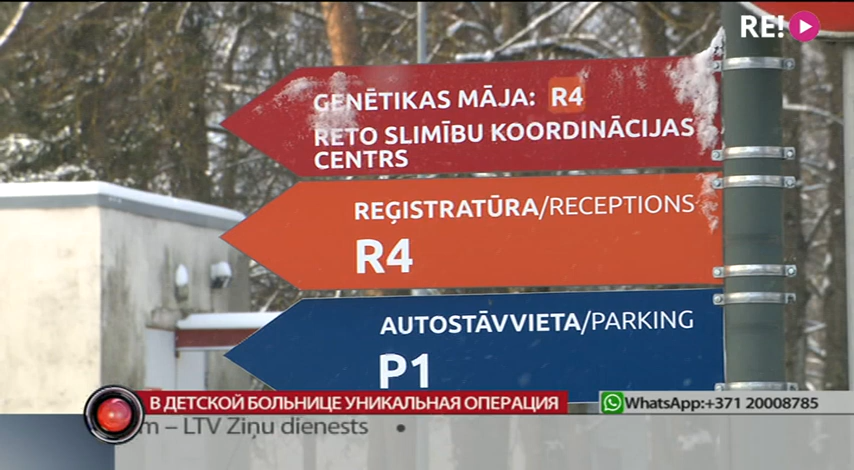 RE!
ĢENĒTIKAS MĀJA: R4
RETO SLIMĪBU KOORDINĀCIJAS
CENTRS
REĢISTRATŪRA/RECEPTIONS
R4
AUTOSTĀVVIETA/PARKING
P1
В ДЕТСКОЙ БОЛЬНИЦЕ УНИКАЛЬНАЯ ОПЕРАЦИЯ
WhatsApp:+371 20008785
m – LTV Ziņu dienests •